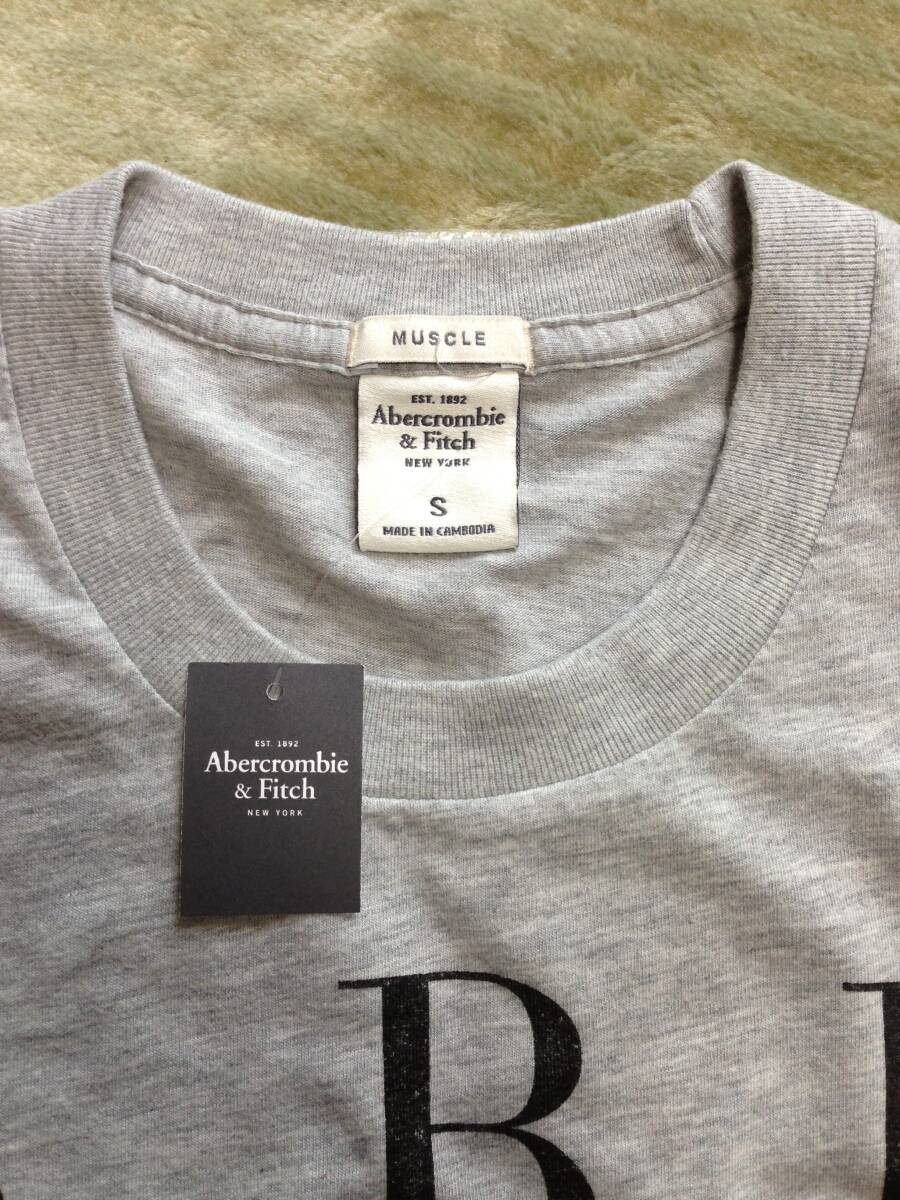 MUSCLE
EST. 1892
Abercrombie
& Fitch
NEW YORK
S
MADE IN CAMBODIA
EST. 1892
Abercrombie
& Fitch
NEW YORK